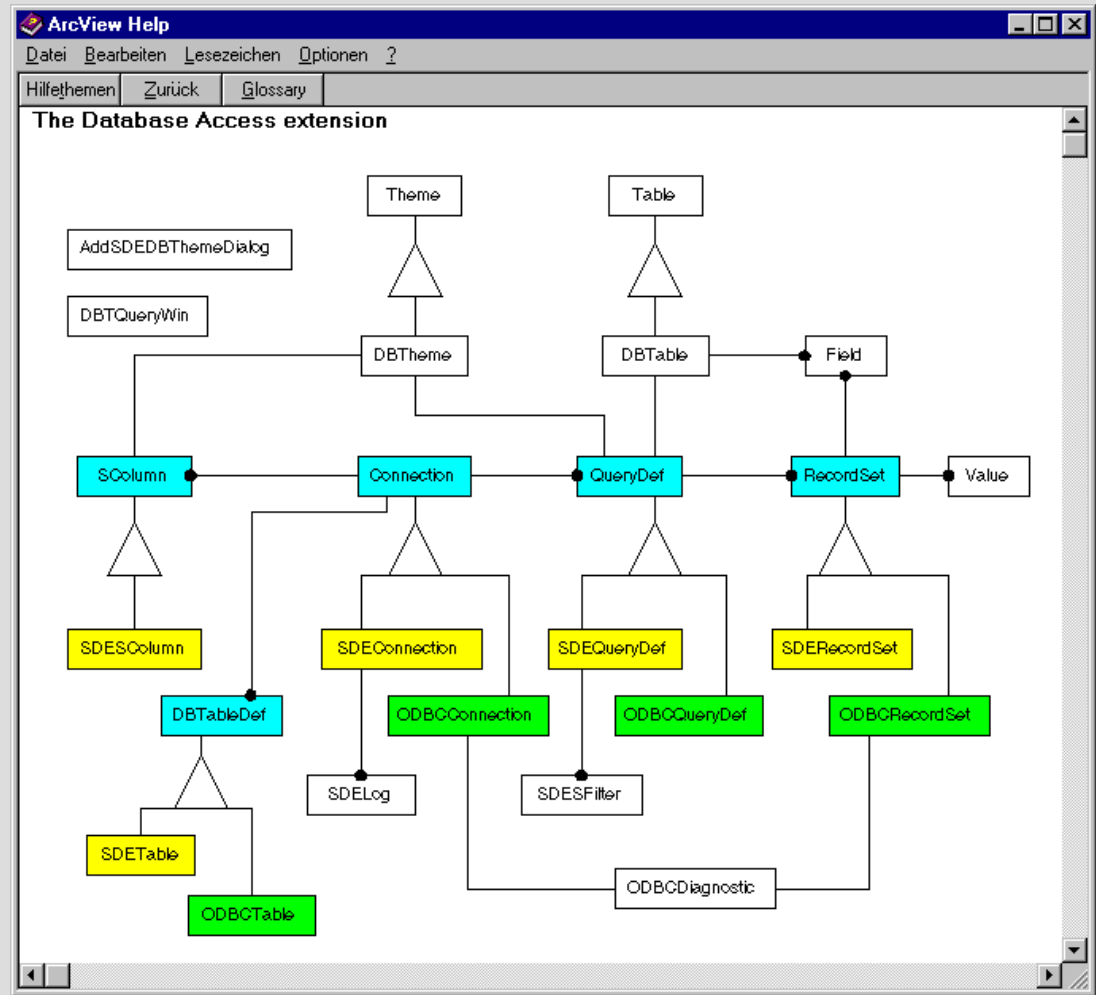 ArcView Help
Datei Bearbeiten Lesezeichen Optionen ?
Hilfethemen Zurück Glossary
The Database Access extension
Theme Table
AddSDEDBThemeDialog
DBTQueryWin
DBTheme DBTable Field
SColumn Connection QueryDef RecordSet Value
SDESColumn SDEConnection SDEQueryDef SDERecordSet
DBTableDef ODBCConnection ODBCQueryDef ODBCRecordSet
SDELog SDESFilter
SDETable
ODBCDiagnostic
ODBCTable